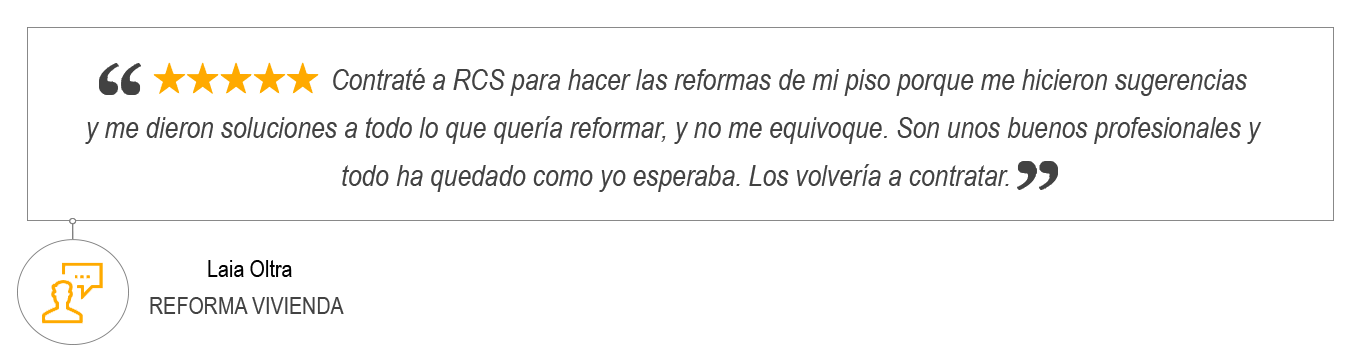 “ ★★★★★ Contraté a RCS para hacer las reformas de mi piso porque me hicieron sugerencias
y me dieron soluciones a todo lo que quería reformar, y no me equivoque. Son unos buenos profesionales y
todo ha quedado como yo esperaba. Los volvería a contratar. ”
Laia Oltra
REFORMA VIVIENDA